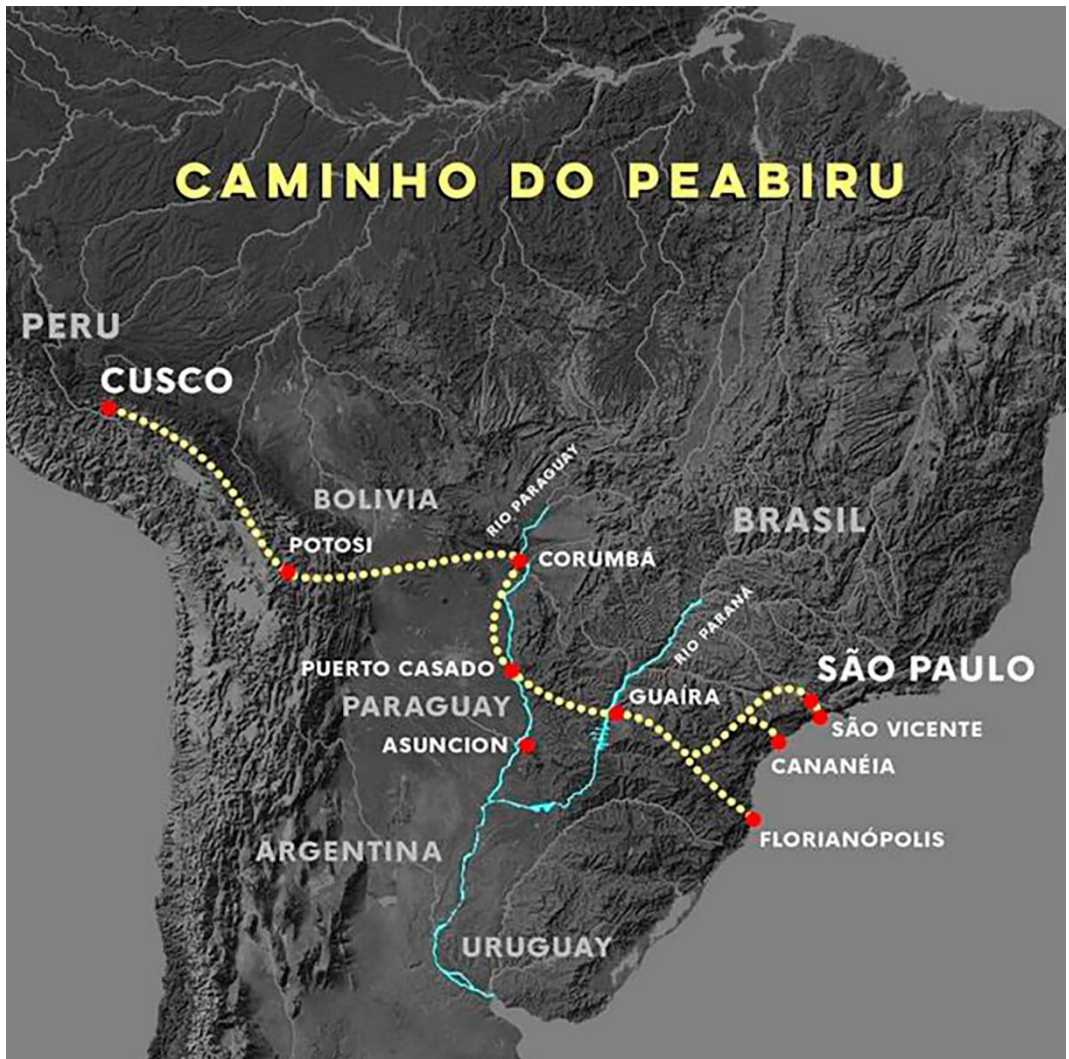 CAMINHO DO PEABIRU
PERU
CUSCO
BOLIVIA
RIO PARAGUAY
BRASIL
POTOSI
CORUMBÁ
RIO PARANÁ
PUERTO CASADO
SÃO PAULO
PARAGUAY
GUAÍRA
SÃO VICENTE
ASUNCION
CANANÉIA
ARGENTINA
FLORIANÓPOLIS
URUGUAY